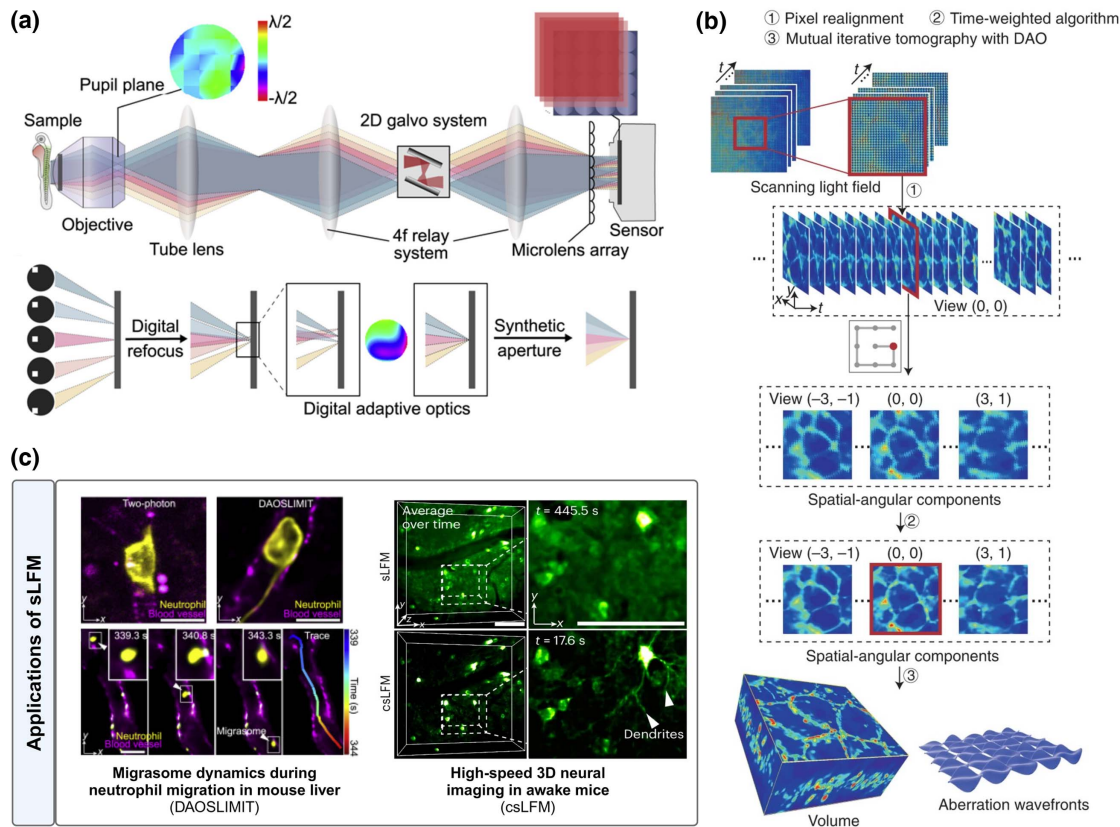 (a)
λ/2
-λ/2
Pupil plane
Sample
2D galvo system
Objective
Tube lens
4f relay
system
Microlens array
Sensor
Digital
refocus
Synthetic
aperture
Digital adaptive optics
(b)
① Pixel realignment
② Time-weighted algorithm
③ Mutual iterative tomography with DAO
t
t
Scanning light field
①
...
...
...
y
x
t
View (0, 0)
View (–3, –1)
(0, 0)
(3, 1)
...
...
...
...
Spatial-angular components
②
View (–3, –1)
(0, 0)
(3, 1)
...
...
...
...
Spatial-angular components
③
Volume
Aberration wavefronts
(c)
Applications of sLFM
Two-photon
y
x
Neutrophil
Blood vessel
DAOSLIMIT
y
x
Neutrophil
Blood vessel
339.3 s
340.8 s
343.3 s
Trace
Neutrophil
Blood vessel
y
x
Migrasome
339
Time (s)
344
Migrasome dynamics during
neutrophil migration in mouse liver
(DAOSLIMIT)
sLFM
Average
over time
y
z
x
t = 445.5 s
y
x
csLFM
t = 17.6 s
Dendrites
High-speed 3D neural
imaging in awake mice
(csLFM)